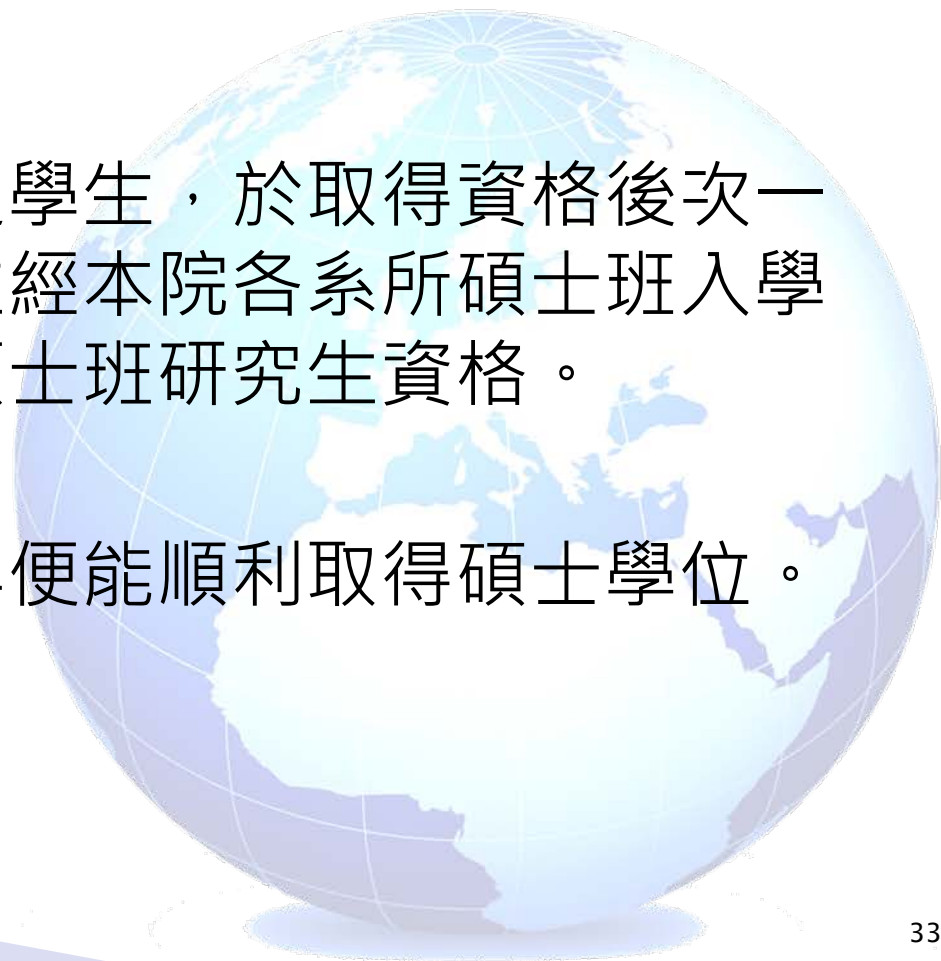 學生，於取得資格後次一
經本院各系所碩士班入學
士班研究生資格。
便能順利取得碩士學位。
33